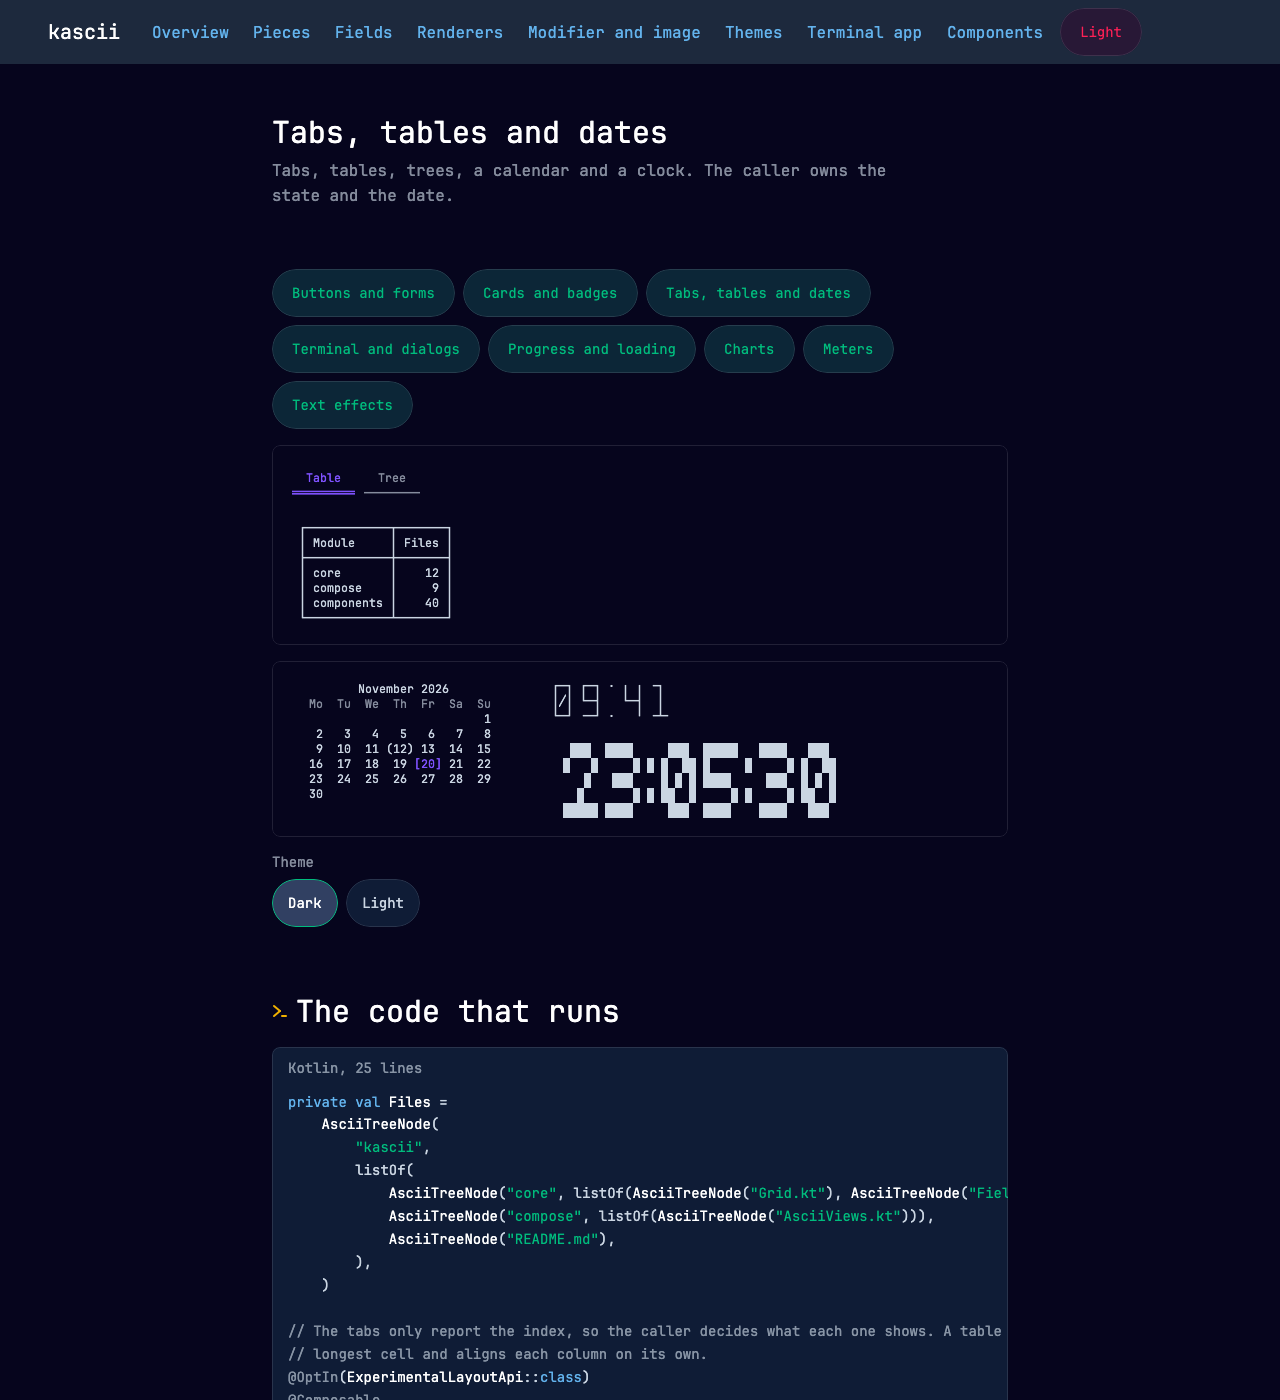 kascii Overview Pieces Fields Renderers Modifier and image Themes Terminal app Components Light
Tabs, tables and dates
Tabs, tables, trees, a calendar and a clock. The caller owns the
state and the date.
Buttons and forms Cards and badges Tabs, tables and dates
Terminal and dialogs Progress and loading Charts Meters
Text effects
Table Tree
Module Files
core 12
compose 9
components 40
November 2026
Mo Tu We Th Fr Sa Su
1
2 3 4 5 6 7 8
9 10 11 (12) 13 14 15
16 17 18 19 [20] 21 22
23 24 25 26 27 28 29
30
09:41
23:05:30
Theme
Dark Light
>_ The code that runs
Kotlin, 25 lines
private val Files =
    AsciiTreeNode(
        "kascii",
        listOf(
            AsciiTreeNode("core", listOf(AsciiTreeNode("Grid.kt"), AsciiTreeNode("Fiel
            AsciiTreeNode("compose", listOf(AsciiTreeNode("AsciiViews.kt"))),
            AsciiTreeNode("README.md"),
        ),
    )
// The tabs only report the index, so the caller decides what each one shows. A table
// longest cell and aligns each column on its own.
@OptIn(ExperimentalLayoutApi::class)
@Composable